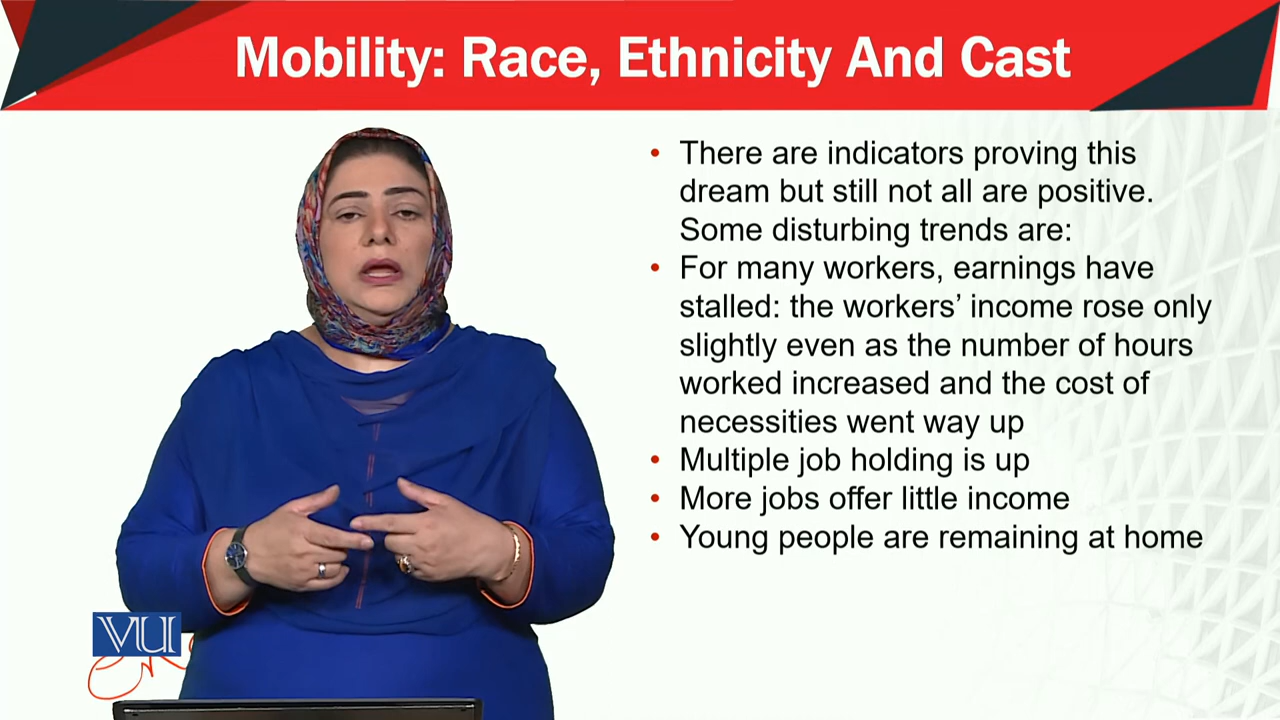 Mobility: Race, Ethnicity And Cast
• There are indicators proving this
dream but still not all are positive.
Some disturbing trends are:
• For many workers, earnings have
stalled: the workers’ income rose only
slightly even as the number of hours
worked increased and the cost of
necessities went way up
• Multiple job holding is up
• More jobs offer little income
• Young people are remaining at home
VU